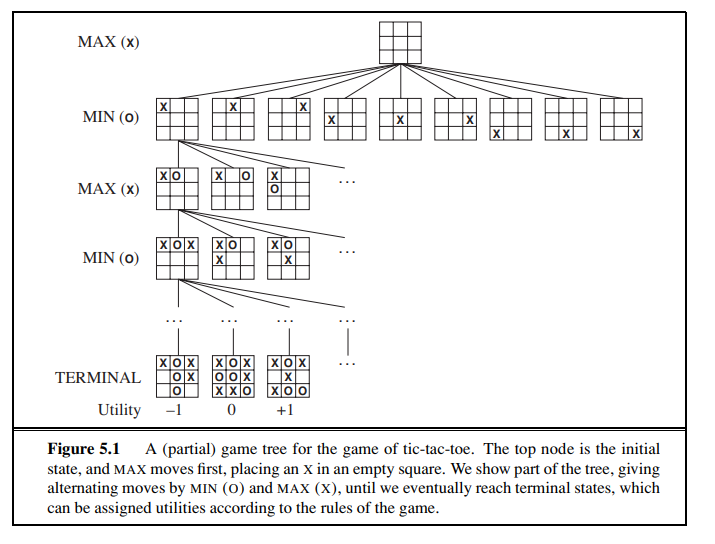 MAX (X)
MIN (O)
X
X
X
X
X
X
X
X
X
MAX (X)
X O
X O
X
O
...
MIN (O)
X O X
X O
X
X O
X
...
... ... ... ...
TERMINAL
X O X
O X
O
X O X
O O X
X X O
X O X
X
X O O
...
Utility −1 0 +1
Figure 5.1 A (partial) game tree for the game of tic-tac-toe. The top node is the initial
state, and MAX moves first, placing an X in an empty square. We show part of the tree, giving
alternating moves by MIN (O) and MAX (X), until we eventually reach terminal states, which
can be assigned utilities according to the rules of the game.